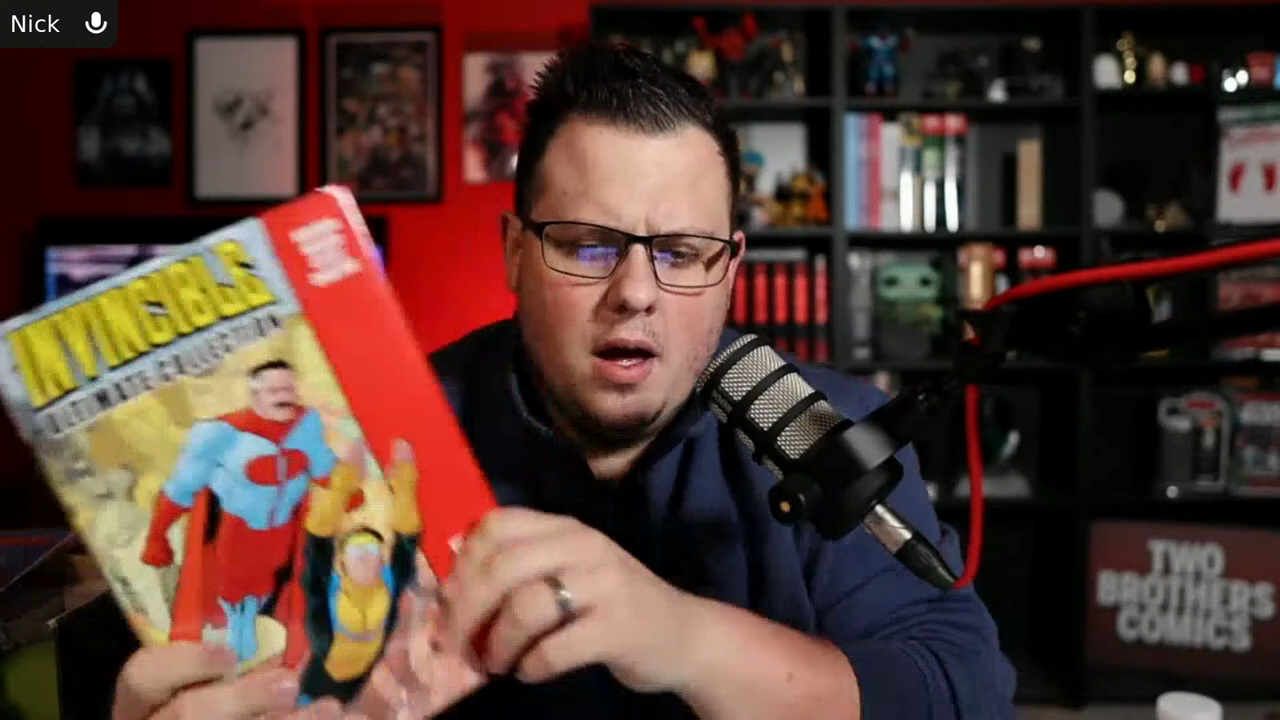 Nick
INVINCIBLE
ULTIMATE COLLECTION
TWO
BROTHERS
COMICS